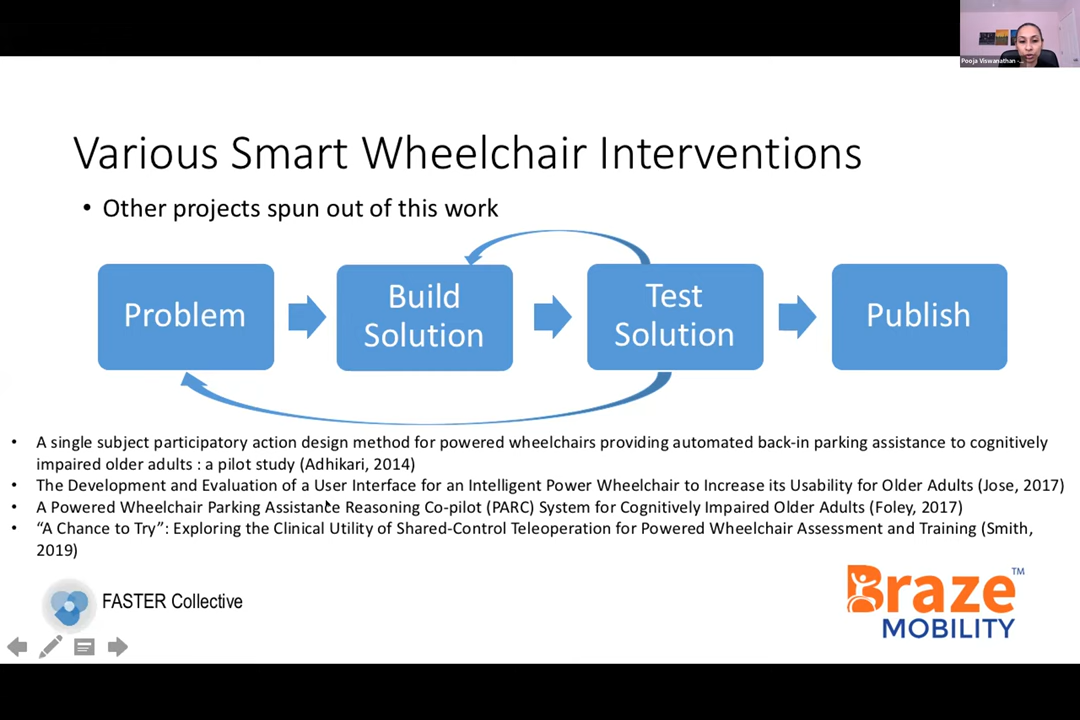 Pooja Viswanathan -...
Various Smart Wheelchair Interventions
• Other projects spun out of this work
Problem
Build
Solution
Test
Solution
Publish
• A single subject participatory action design method for powered wheelchairs providing automated back-in parking assistance to cognitively
impaired older adults : a pilot study (Adhikari, 2014)
• The Development and Evaluation of a User Interface for an Intelligent Power Wheelchair to Increase its Usability for Older Adults (Jose, 2017)
• A Powered Wheelchair Parking Assistance Reasoning Co-pilot (PARC) System for Cognitively Impaired Older Adults (Foley, 2017)
• “A Chance to Try”: Exploring the Clinical Utility of Shared-Control Teleoperation for Powered Wheelchair Assessment and Training (Smith,
2019)
FASTER Collective
Braze™
MOBILITY